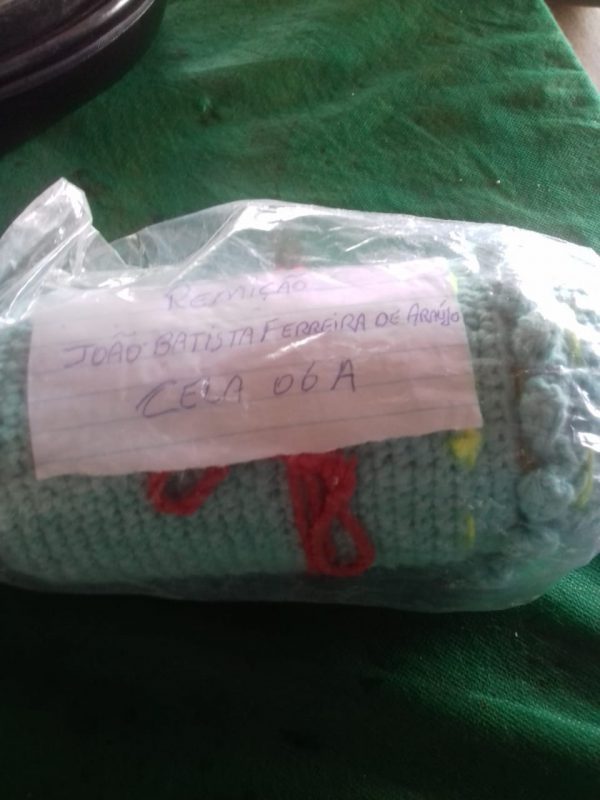 REMIÇÃO
JOÃO BATISTA FERREIRA DE ARAÚJO
CELA 06 A